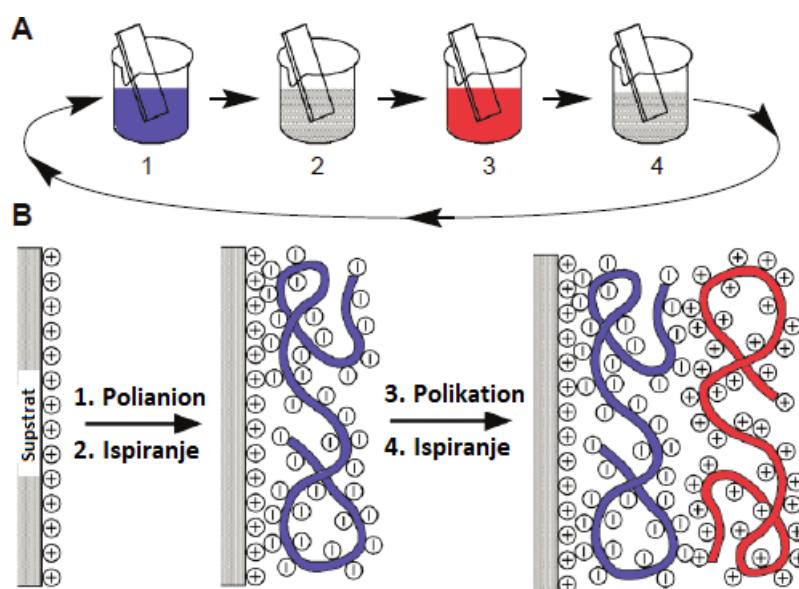 A
1
2
3
4
B
Supstrat
1. Polianion
2. Ispiranje
3. Polikation
4. Ispiranje